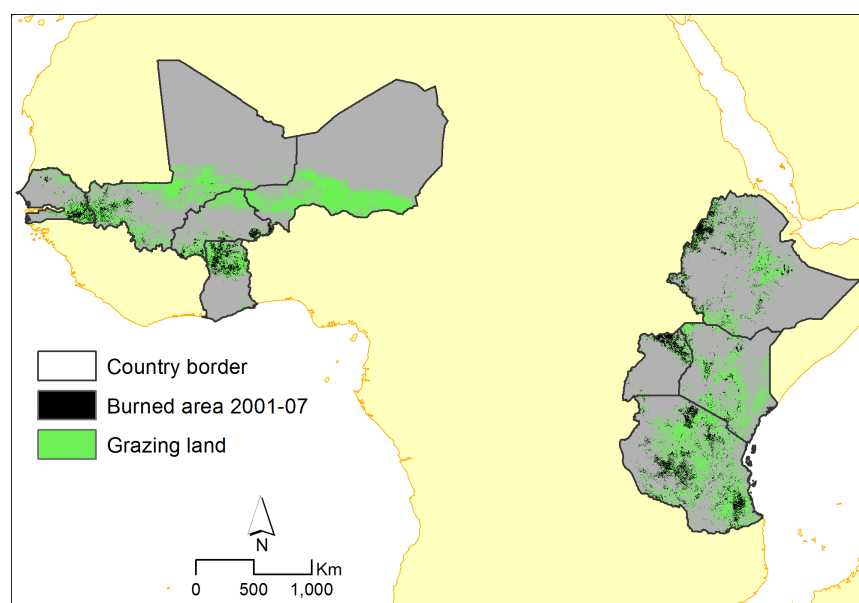 Country border
Burned area 2001-07
Grazing land
N
Km
0 500 1,000